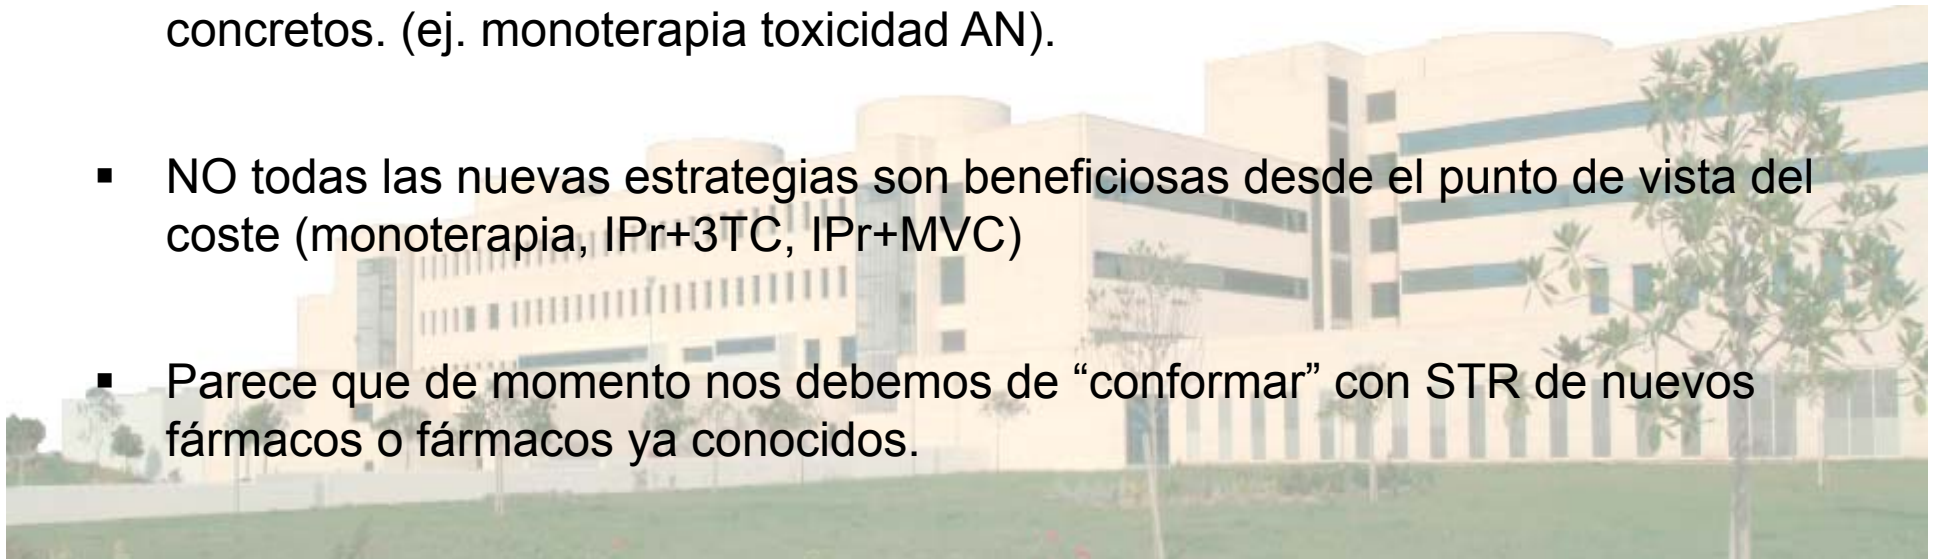 concretos. (ej. monoterapia toxicidad AN).
▪ NO todas las nuevas estrategias son beneficiosas desde el punto de vista del
coste (monoterapia, IPr+3TC, IPr+MVC)
▪ Parece que de momento nos debemos de “conformar” con STR de nuevos
fármacos o fármacos ya conocidos.